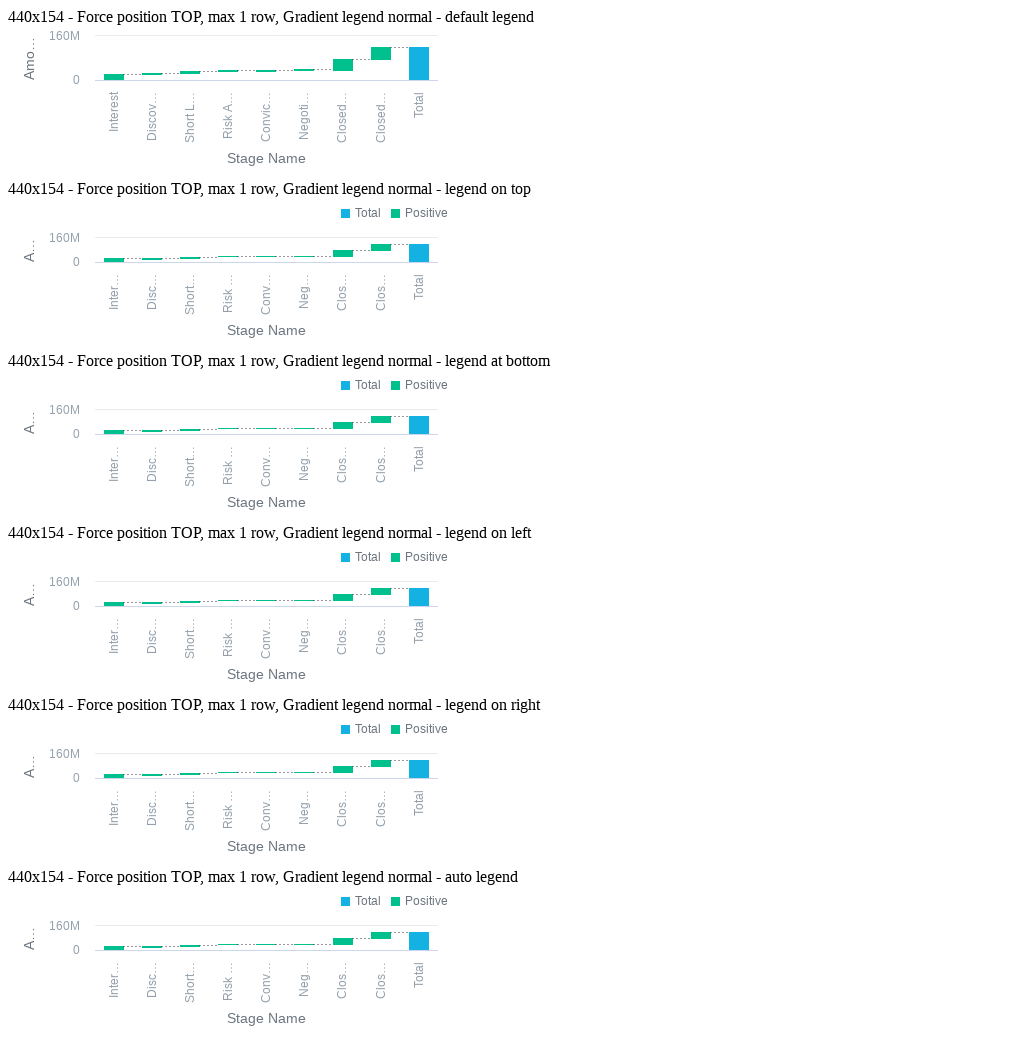 440x154 - Force position TOP, max 1 row, Gradient legend normal - default legend
160M
Amo…
0
Interest Discov… Short L… Risk A… Convic… Negoti… Closed… Closed… Total
Stage Name
440x154 - Force position TOP, max 1 row, Gradient legend normal - legend on top
Total Positive
160M
A…
0
Inter… Disc… Short… Risk … Conv… Neg… Clos… Clos… Total
Stage Name
440x154 - Force position TOP, max 1 row, Gradient legend normal - legend at bottom
Total Positive
160M
A…
0
Inter… Disc… Short… Risk … Conv… Neg… Clos… Clos… Total
Stage Name
440x154 - Force position TOP, max 1 row, Gradient legend normal - legend on left
Total Positive
160M
A…
0
Inter… Disc… Short… Risk … Conv… Neg… Clos… Clos… Total
Stage Name
440x154 - Force position TOP, max 1 row, Gradient legend normal - legend on right
Total Positive
160M
A…
0
Inter… Disc… Short… Risk … Conv… Neg… Clos… Clos… Total
Stage Name
440x154 - Force position TOP, max 1 row, Gradient legend normal - auto legend
Total Positive
160M
A…
0
Inter… Disc… Short… Risk … Conv… Neg… Clos… Clos… Total
Stage Name